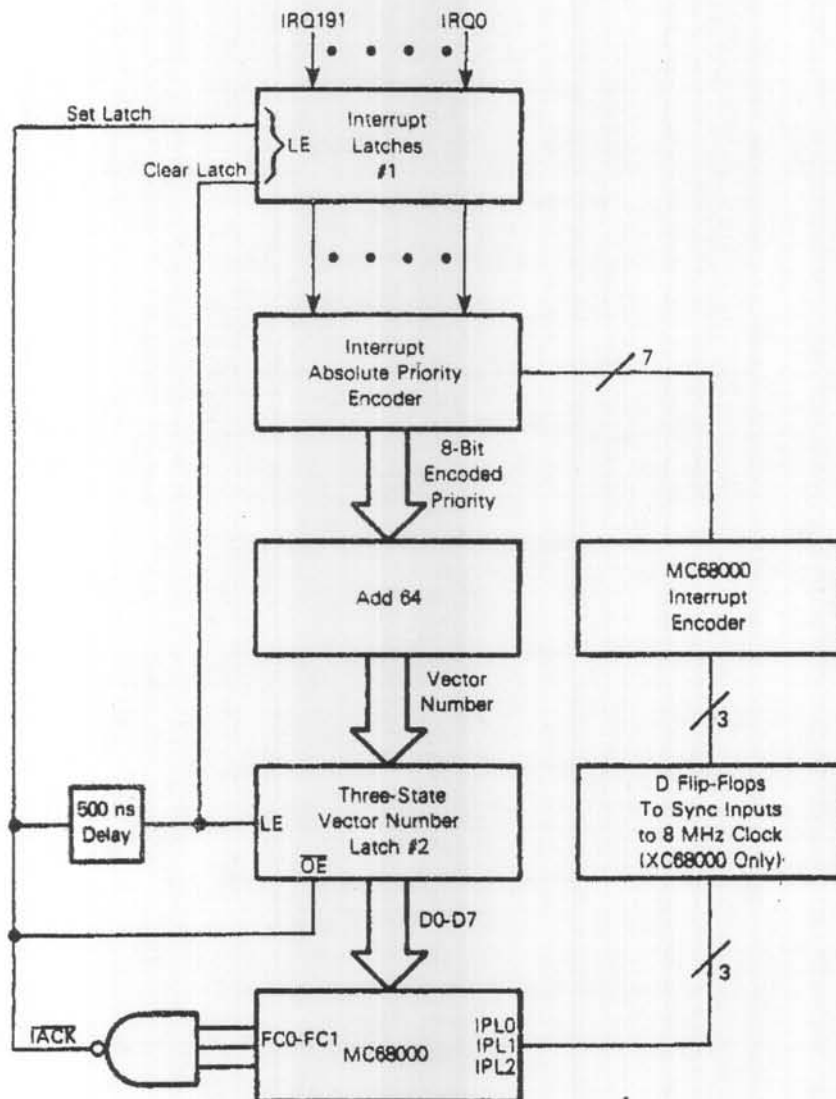 IRQ191 IRQ0
Set Latch
Clear Latch
LE
Interrupt
Latches
#1
Interrupt
Absolute Priority
Encoder
7
8-Bit
Encoded
Priority
Add 64
MC68000
Interrupt
Encoder
Vector
Number
3
500 ns
Delay
LE
Three-State
Vector Number
Latch #2
OE
D Flip-Flops
To Sync Inputs
to 8 MHz Clock
(XC68000 Only)
D0-D7
3
IACK
FC0-FC1
MC68000
IPL0
IPL1
IPL2